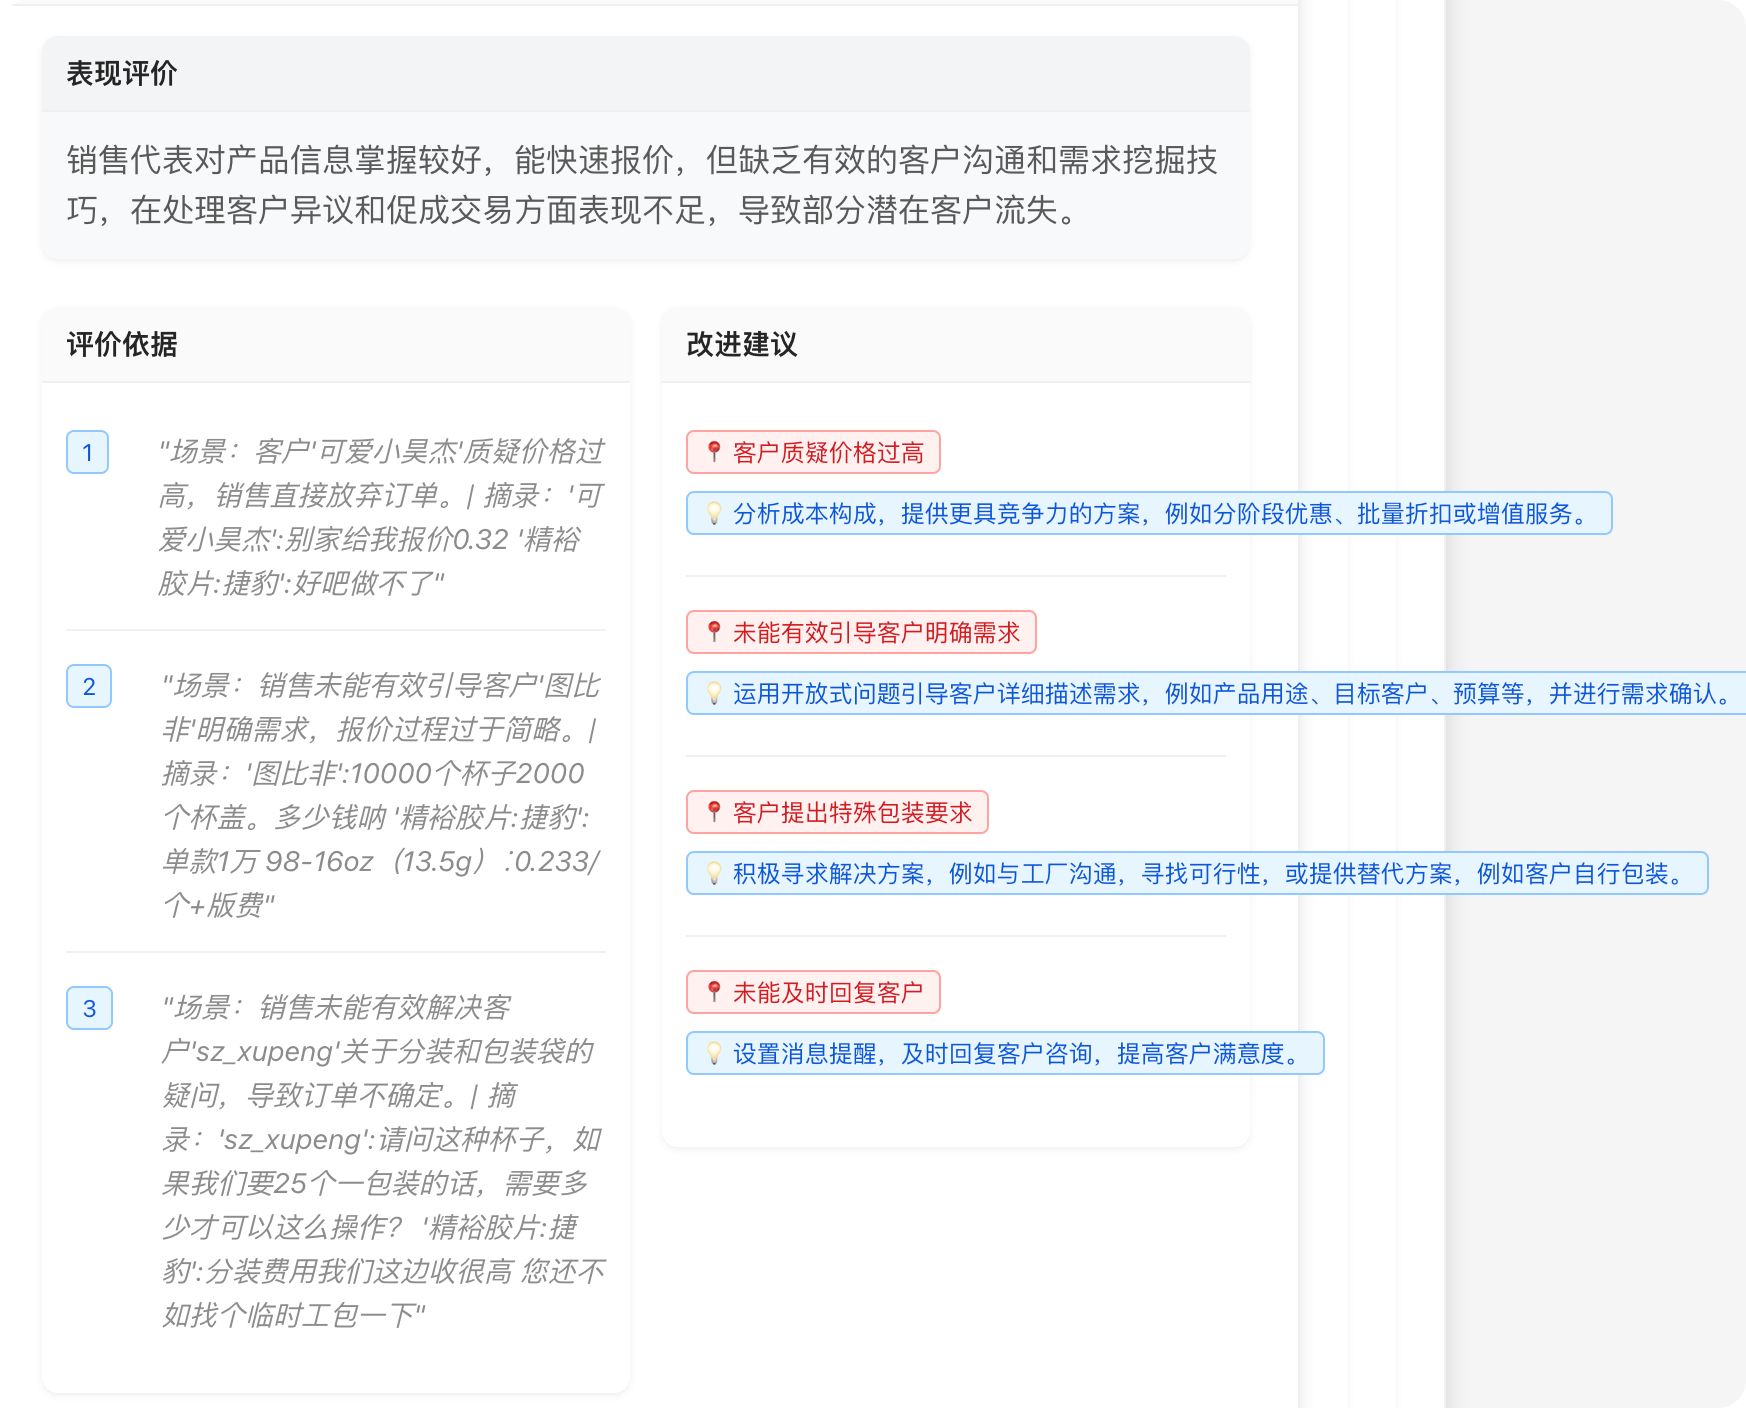 表现评价
销售代表对产品信息掌握较好，能快速报价，但缺乏有效的客户沟通和需求挖掘技
巧，在处理客户异议和促成交易方面表现不足，导致部分潜在客户流失。
评价依据
1
"场景：客户'可爱小昊杰'质疑价格过
高，销售直接放弃订单。| 摘录：'可
爱小昊杰':别家给我报价0.32 '精裕
胶片:捷豹':好吧做不了"
2
"场景：销售未能有效引导客户'图比
非'明确需求，报价过程过于简略。|
摘录：'图比非':10000个杯子2000
个杯盖。多少钱呐 '精裕胶片:捷豹':
单款1万 98-16oz（13.5g）:0.233/
个+版费"
3
"场景：销售未能有效解决客
户'sz_xupeng'关于分装和包装袋的
疑问，导致订单不确定。| 摘
录：'sz_xupeng':请问这种杯子，如
果我们要25个一包装的话，需要多
少才可以这么操作？ '精裕胶片:捷
豹':分装费用我们这边收很高 您还不
如找个临时工包一下"
改进建议
📍 客户质疑价格过高
💡 分析成本构成，提供更具竞争力的方案，例如分阶段优惠、批量折扣或增值服务。
📍 未能有效引导客户明确需求
💡 运用开放式问题引导客户详细描述需求，例如产品用途、目标客户、预算等，并进行需求确认。
📍 客户提出特殊包装要求
💡 积极寻求解决方案，例如与工厂沟通，寻找可行性，或提供替代方案，例如客户自行包装。
📍 未能及时回复客户
💡 设置消息提醒，及时回复客户咨询，提高客户满意度。